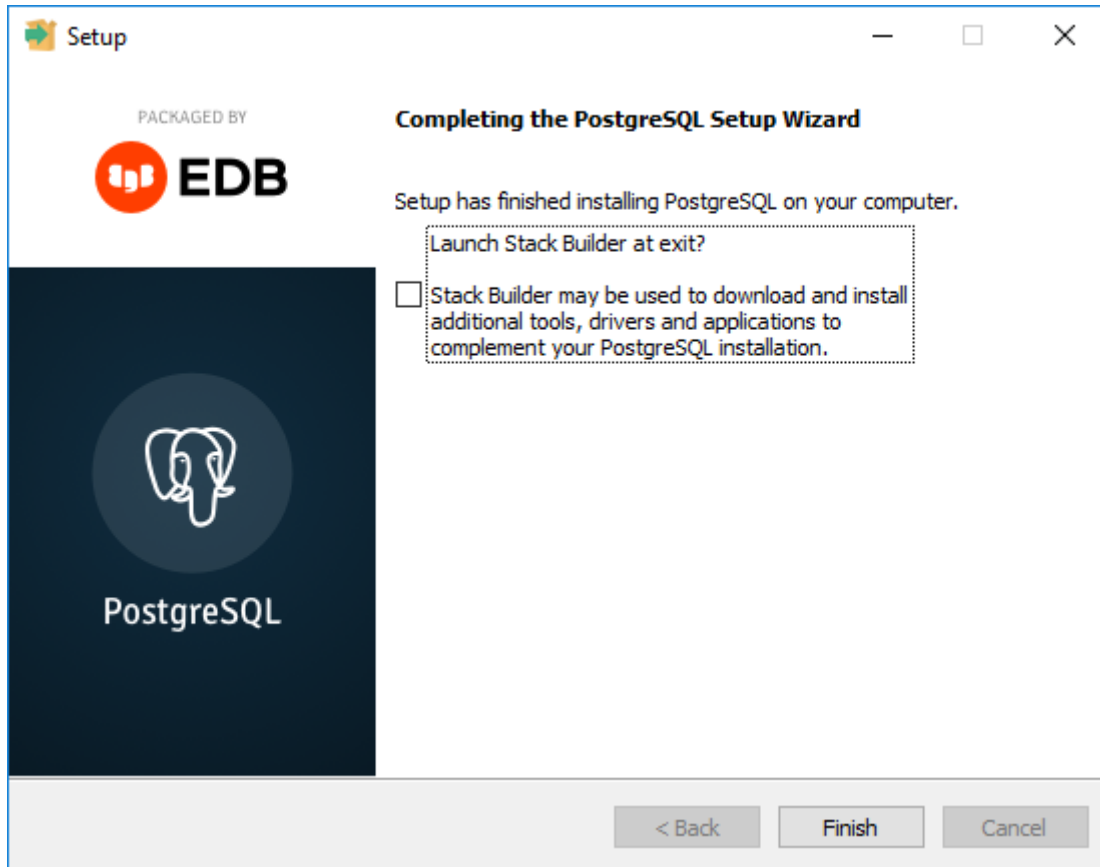 Setup
PACKAGED BY
EDB
Completing the PostgreSQL Setup Wizard
Setup has finished installing PostgreSQL on your computer.
Launch Stack Builder at exit?
Stack Builder may be used to download and install
additional tools, drivers and applications to
complement your PostgreSQL installation.
PostgreSQL
< Back
Finish
Cancel